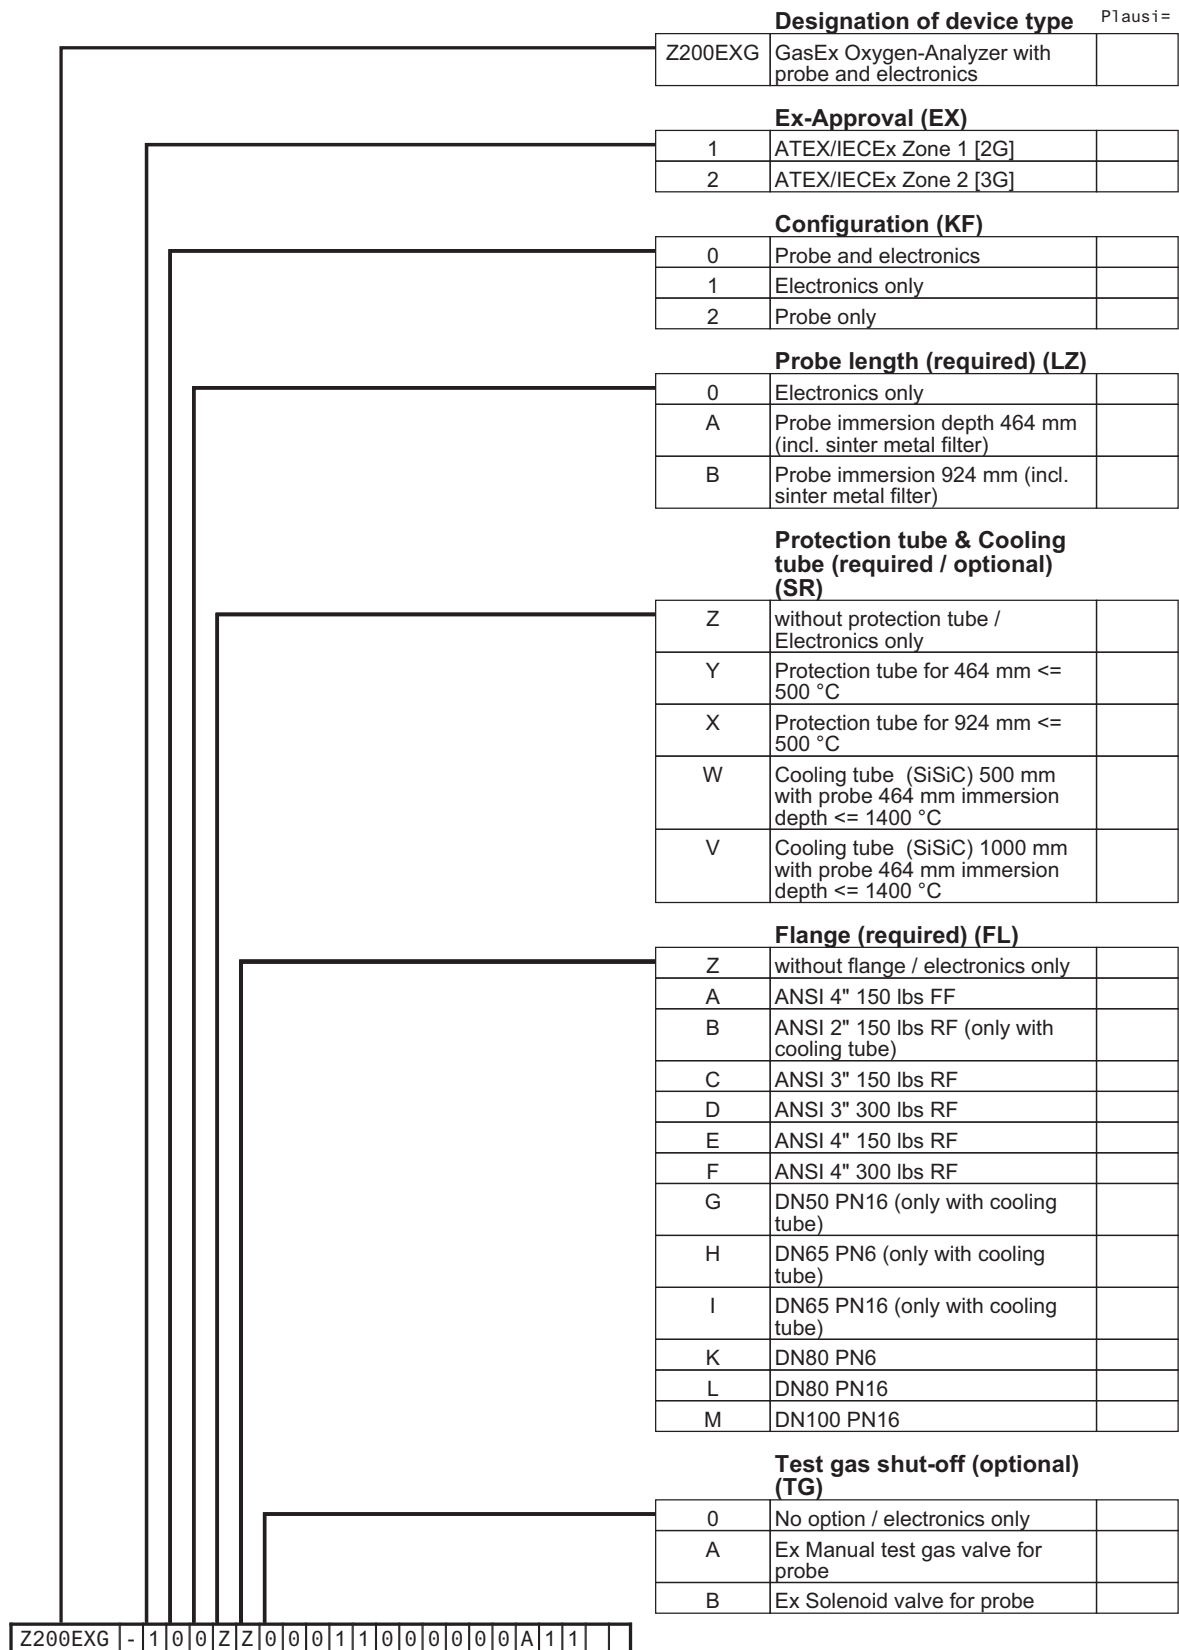 Designation of device type Plausi=
Z200EXG GasEx Oxygen-Analyzer with
probe and electronics
Ex-Approval (EX)
1 ATEX/IECEx Zone 1 [2G]
2 ATEX/IECEx Zone 2 [3G]
Configuration (KF)
0 Probe and electronics
1 Electronics only
2 Probe only
Probe length (required) (LZ)
0 Electronics only
A Probe immersion depth 464 mm
(incl. sinter metal filter)
B Probe immersion 924 mm (incl.
sinter metal filter)
Protection tube & Cooling
tube (required / optional)
(SR)
Z without protection tube /
Electronics only
Y Protection tube for 464 mm <=
500 °C
X Protection tube for 924 mm <=
500 °C
W Cooling tube (SiSiC) 500 mm
with probe 464 mm immersion
depth <= 1400 °C
V Cooling tube (SiSiC) 1000 mm
with probe 464 mm immersion
depth <= 1400 °C
Flange (required) (FL)
Z without flange / electronics only
A ANSI 4" 150 lbs FF
B ANSI 2" 150 lbs RF (only with
cooling tube)
C ANSI 3" 150 lbs RF
D ANSI 3" 300 lbs RF
E ANSI 4" 150 lbs RF
F ANSI 4" 300 lbs RF
G DN50 PN16 (only with cooling
tube)
H DN65 PN6 (only with cooling
tube)
I DN65 PN16 (only with cooling
tube)
K DN80 PN6
L DN80 PN16
M DN100 PN16
Test gas shut-off (optional)
(TG)
0 No option / electronics only
A Ex Manual test gas valve for
probe
B Ex Solenoid valve for probe
Z200EXG - 1 0 0 Z Z 0 0 0 1 1 0 0 0 0 0 0 A 1 1